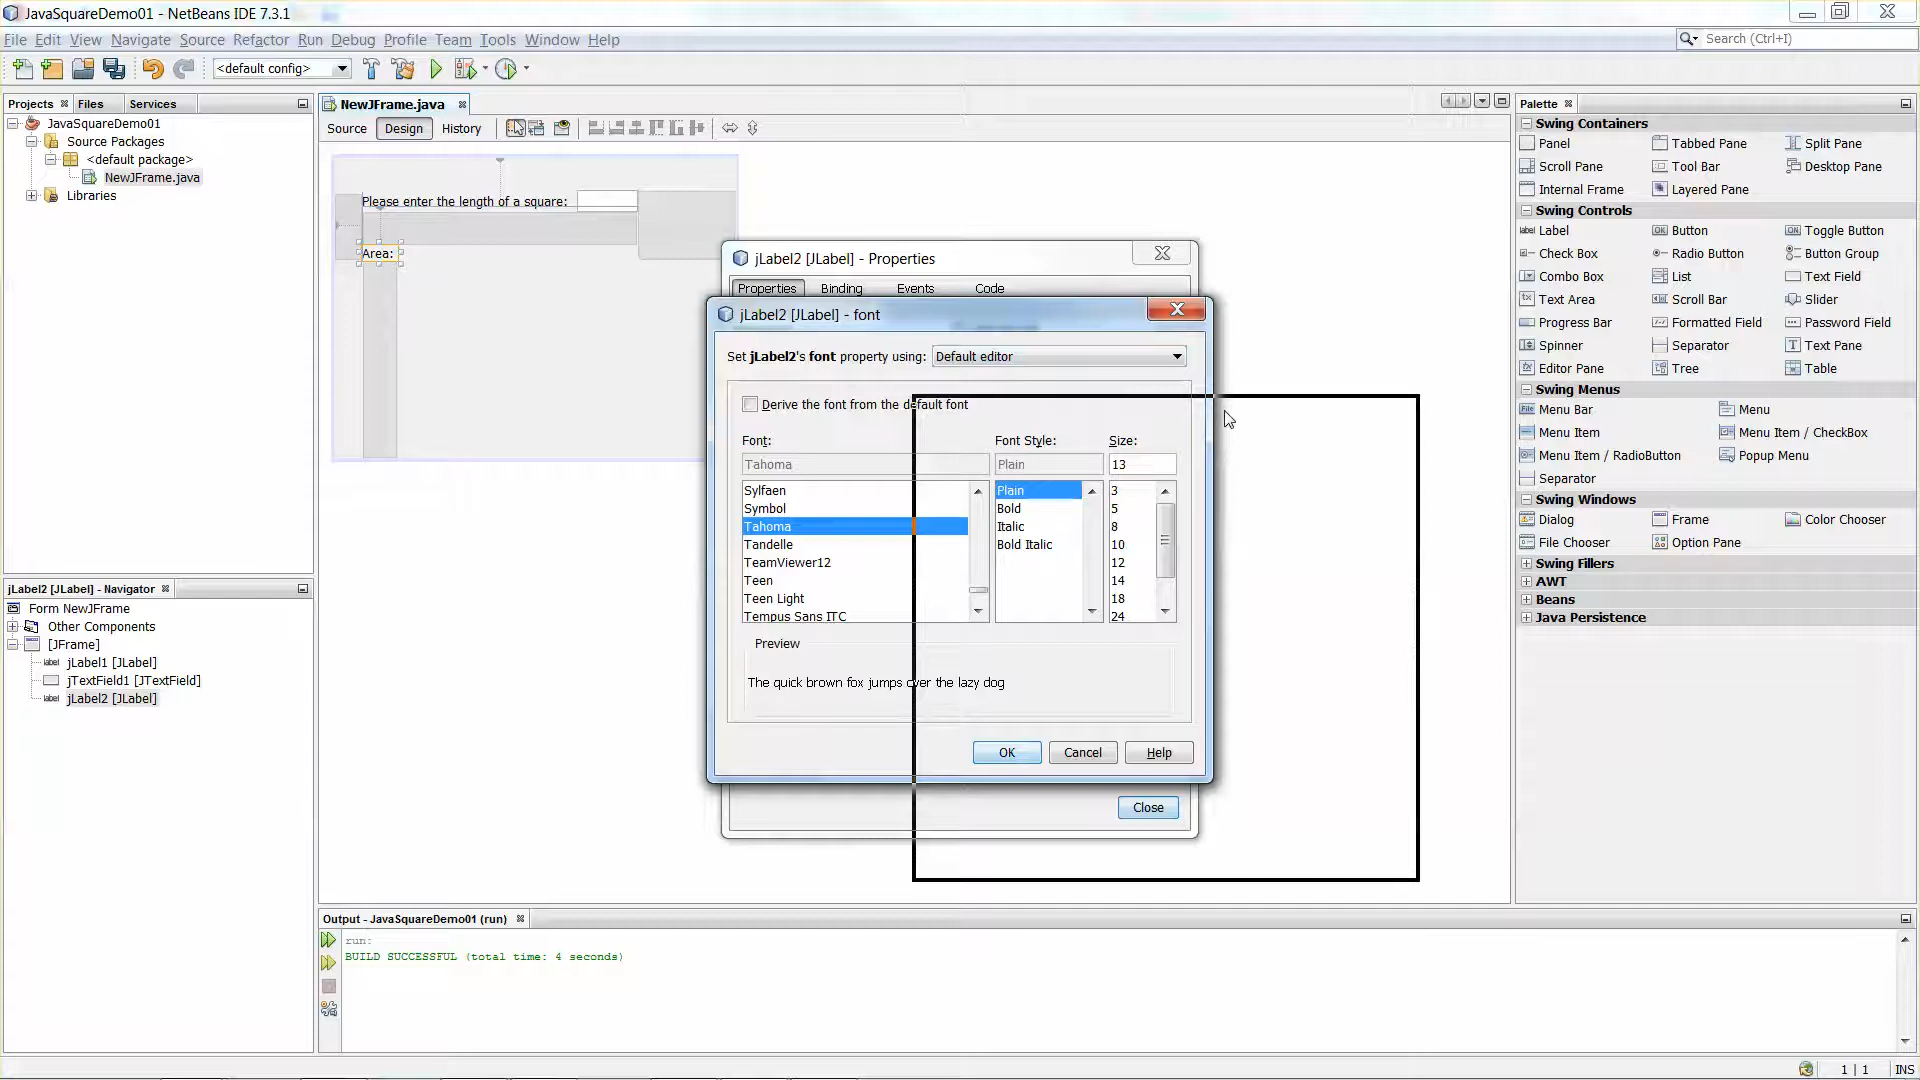 JavaSquareDemo01 - NetBeans IDE 7.3.1
File Edit View Navigate Source Refactor Run Debug Profile Team Tools Window Help
Search (Ctrl+I)
<default config>
Projects Files Services
JavaSquareDemo01
Source Packages
<default package>
NewJFrame.java
Libraries
jLabel2 [JLabel] - Navigator
Form NewJFrame
Other Components
[JFrame]
jLabel1 [JLabel]
jTextField1 [JTextField]
jLabel2 [JLabel]
NewJFrame.java
Source Design History
Please enter the length of a square:
Area:
jLabel2 [JLabel] - Properties
Properties Binding Events Code
jLabel2 [JLabel] - font
Set jLabel2's font property using: Default editor
Derive the font from the default font
Font: Font Style: Size:
Tahoma Plain 13
Sylfaen Plain 3
Symbol Bold 5
Tahoma Italic 8
Tandelle Bold Italic 10
TeamViewer12 12
Teen 14
Teen Light 18
Tempus Sans ITC 24
Preview
The quick brown fox jumps over the lazy dog
OK Cancel Help
Close
Output - JavaSquareDemo01 (run)
run:
BUILD SUCCESSFUL (total time: 4 seconds)
Palette
Swing Containers
Panel Tabbed Pane Split Pane
Scroll Pane Tool Bar Desktop Pane
Internal Frame Layered Pane
Swing Controls
label Label OK Button ON Toggle Button
Check Box Radio Button Button Group
Combo Box List Text Field
Text Area Scroll Bar Slider
Progress Bar Formatted Field Password Field
Spinner Separator T Text Pane
Editor Pane Tree Table
Swing Menus
Menu Bar Menu
Menu Item Menu Item / CheckBox
Menu Item / RadioButton Popup Menu
Separator
Swing Windows
Dialog Frame Color Chooser
File Chooser Option Pane
Swing Fillers
AWT
Beans
Java Persistence
1 | 1 INS